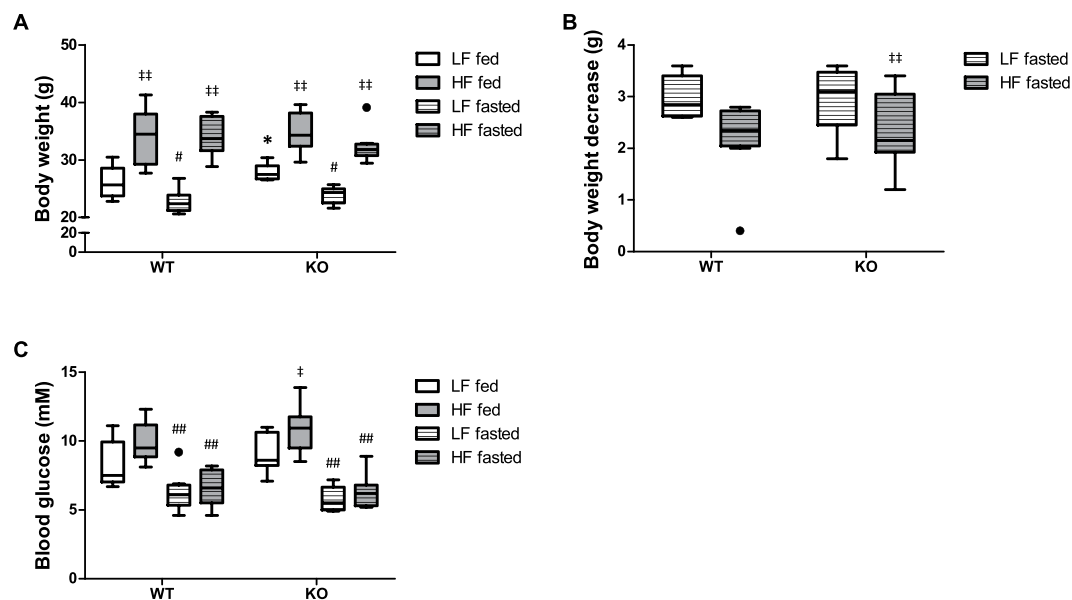 A
Body weight (g)
50
40
30
20
20
0
‡‡
#
‡‡
*
‡‡
#
‡‡
WT
KO
LF fed
HF fed
LF fasted
HF fasted
B
Body weight decrease (g)
4
3
2
1
0
‡‡
WT
KO
LF fasted
HF fasted
C
Blood glucose (mM)
15
10
5
0
##
##
‡
##
##
WT
KO
LF fed
HF fed
LF fasted
HF fasted